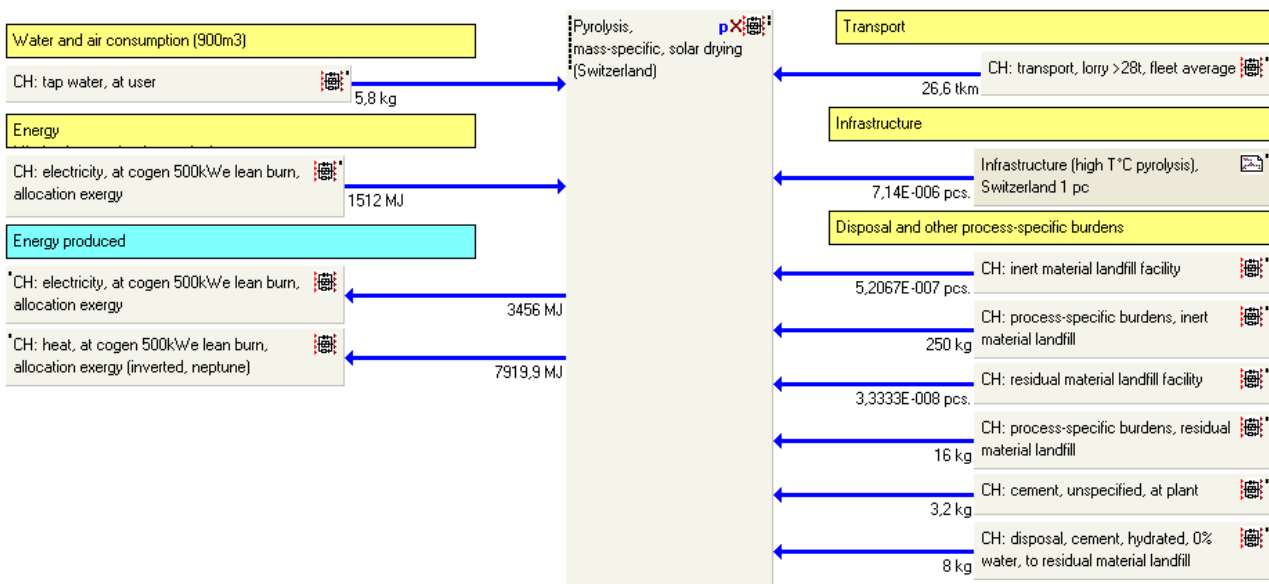 Water and air consumption (900m3)
CH: tap water, at user
5,8 kg
Energy
CH: electricity, at cogen 500kWe lean burn,
allocation exergy
1512 MJ
Energy produced
CH: electricity, at cogen 500kWe lean burn,
allocation exergy
3456 MJ
CH: heat, at cogen 500kWe lean burn,
allocation exergy (inverted, neptune)
7919,9 MJ
Pyrolysis,
mass-specific, solar drying
(Switzerland)
pX
Transport
CH: transport, lorry >28t, fleet average
26,6 tkm
Infrastructure
Infrastructure (high T°C pyrolysis),
Switzerland 1 pc
7,14E-006 pcs.
Disposal and other process-specific burdens
CH: inert material landfill facility
5,2067E-007 pcs.
CH: process-specific burdens, inert
material landfill
250 kg
CH: residual material landfill facility
3,3333E-008 pcs.
CH: process-specific burdens, residual
material landfill
16 kg
CH: cement, unspecified, at plant
3,2 kg
CH: disposal, cement, hydrated, 0%
water, to residual material landfill
8 kg